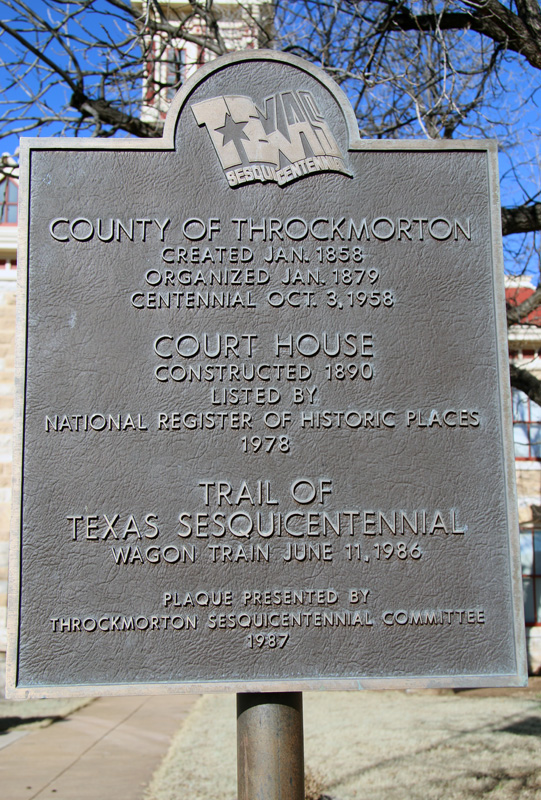 TEXAS
SESQUICENTENNIAL
COUNTY OF THROCKMORTON
CREATED JAN. 1858
ORGANIZED JAN. 1879
CENTENNIAL OCT. 3, 1958
COURT HOUSE
CONSTRUCTED 1890
LISTED BY
NATIONAL REGISTER OF HISTORIC PLACES
1978
TRAIL OF
TEXAS SESQUICENTENNIAL
WAGON TRAIN JUNE 11, 1986
PLAQUE PRESENTED BY
THROCKMORTON SESQUICENTENNIAL COMMITTEE
1987